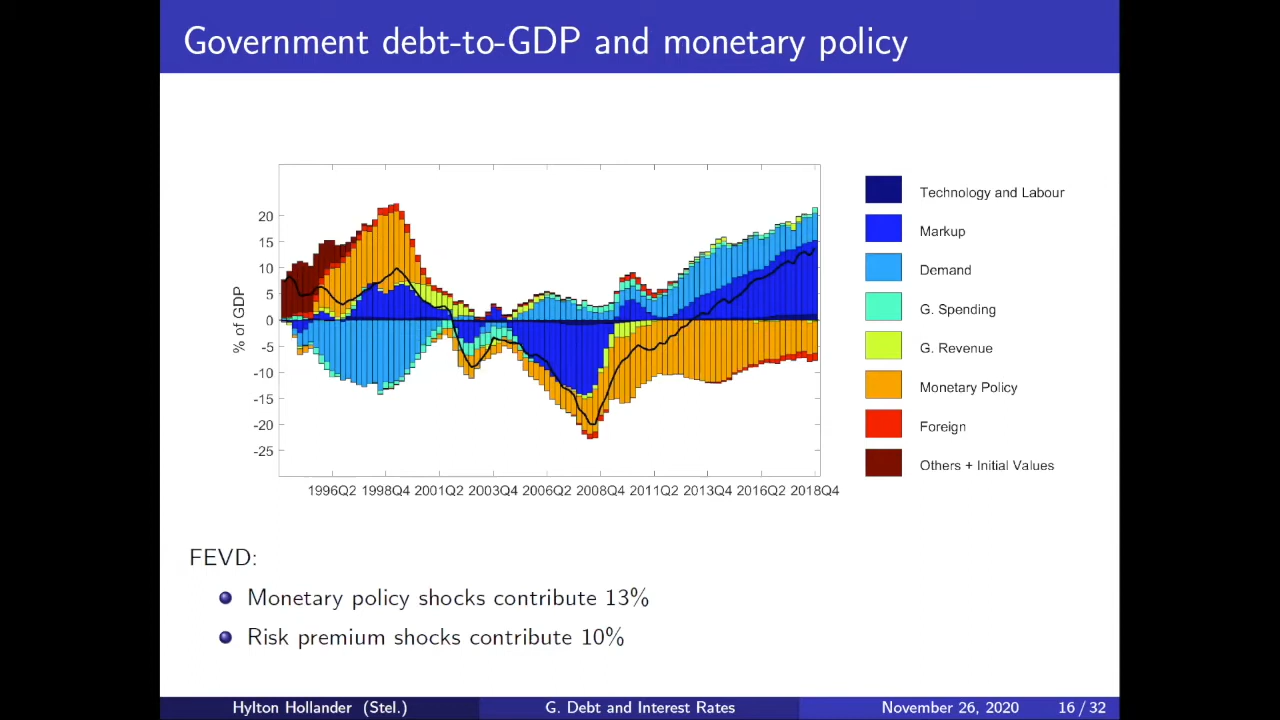 Government debt-to-GDP and monetary policy
% of GDP
20
15
10
5
0
-5
-10
-15
-20
-25
1996Q2 1998Q4 2001Q2 2003Q4 2006Q2 2008Q4 2011Q2 2013Q4 2016Q2 2018Q4
Technology and Labour
Markup
Demand
G. Spending
G. Revenue
Monetary Policy
Foreign
Others + Initial Values
FEVD:
Monetary policy shocks contribute 13%
Risk premium shocks contribute 10%
Hylton Hollander (Stel.) G. Debt and Interest Rates November 26, 2020 16 / 32